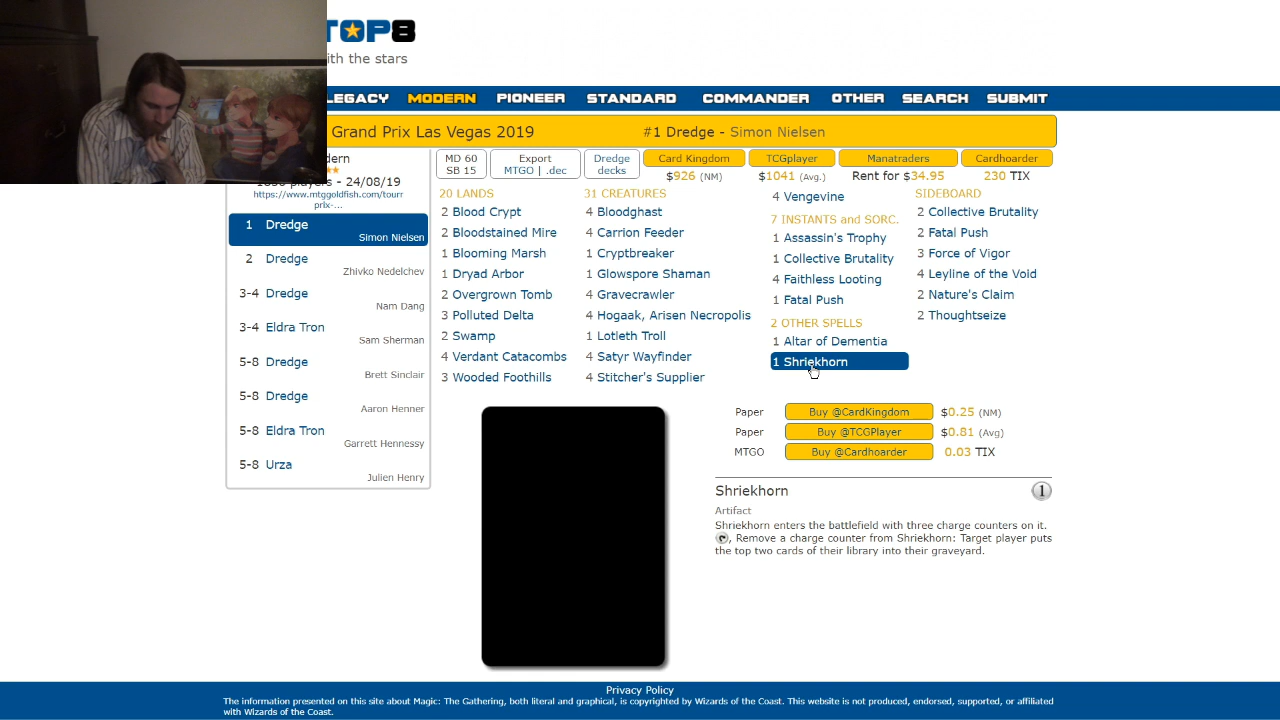 TOP8
ith the stars
LEGACY MODERN PIONEER STANDARD COMMANDER OTHER SEARCH SUBMIT
Grand Prix Las Vegas 2019 #1 Dredge - Simon Nielsen
dern
players - 24/08/19
https://www.mtggoldfish.com/tourr
prix-...
1 Dredge
Simon Nielsen
2 Dredge
Zhivko Nedelchev
3-4 Dredge
Nam Dang
3-4 Eldra Tron
Sam Sherman
5-8 Dredge
Brett Sinclair
5-8 Dredge
Aaron Henner
5-8 Eldra Tron
Garrett Hennessy
5-8 Urza
Julien Henry
MD 60
SB 15
Export
MTGO | .dec
Dredge
decks
Card Kingdom
$926 (NM)
TCGplayer
$1041 (Avg.)
Manatraders
Rent for $34.95
Cardhoarder
230 TIX
20 LANDS
2 Blood Crypt
2 Bloodstained Mire
1 Blooming Marsh
1 Dryad Arbor
2 Overgrown Tomb
3 Polluted Delta
2 Swamp
4 Verdant Catacombs
3 Wooded Foothills
31 CREATURES
4 Bloodghast
4 Carrion Feeder
1 Cryptbreaker
1 Glowspore Shaman
4 Gravecrawler
4 Hogaak, Arisen Necropolis
1 Lotleth Troll
4 Satyr Wayfinder
4 Stitcher's Supplier
4 Vengevine
7 INSTANTS and SORC.
1 Assassin's Trophy
1 Collective Brutality
4 Faithless Looting
1 Fatal Push
2 OTHER SPELLS
1 Altar of Dementia
1 Shriekhorn
SIDEBOARD
2 Collective Brutality
2 Fatal Push
3 Force of Vigor
4 Leyline of the Void
2 Nature's Claim
2 Thoughtseize
Paper Buy @CardKingdom $0.25 (NM)
Paper Buy @TCGPlayer $0.81 (Avg)
MTGO Buy @Cardhoarder 0.03 TIX
Shriekhorn 1
Artifact
Shriekhorn enters the battlefield with three charge counters on it.
, Remove a charge counter from Shriekhorn: Target player puts
the top two cards of their library into their graveyard.
Privacy Policy
The information presented on this site about Magic: The Gathering, both literal and graphical, is copyrighted by Wizards of the Coast. This website is not produced, endorsed, supported, or affiliated
with Wizards of the Coast.